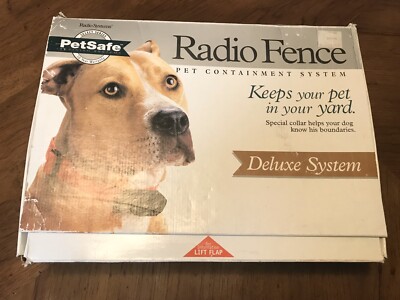 Radio Systems
PetSafe
Radio Fence
PET CONTAINMENT SYSTEM
Keeps your pet
in your yard.
Special collar helps your dog
know his boundaries.
Deluxe System
LIFT FLAP